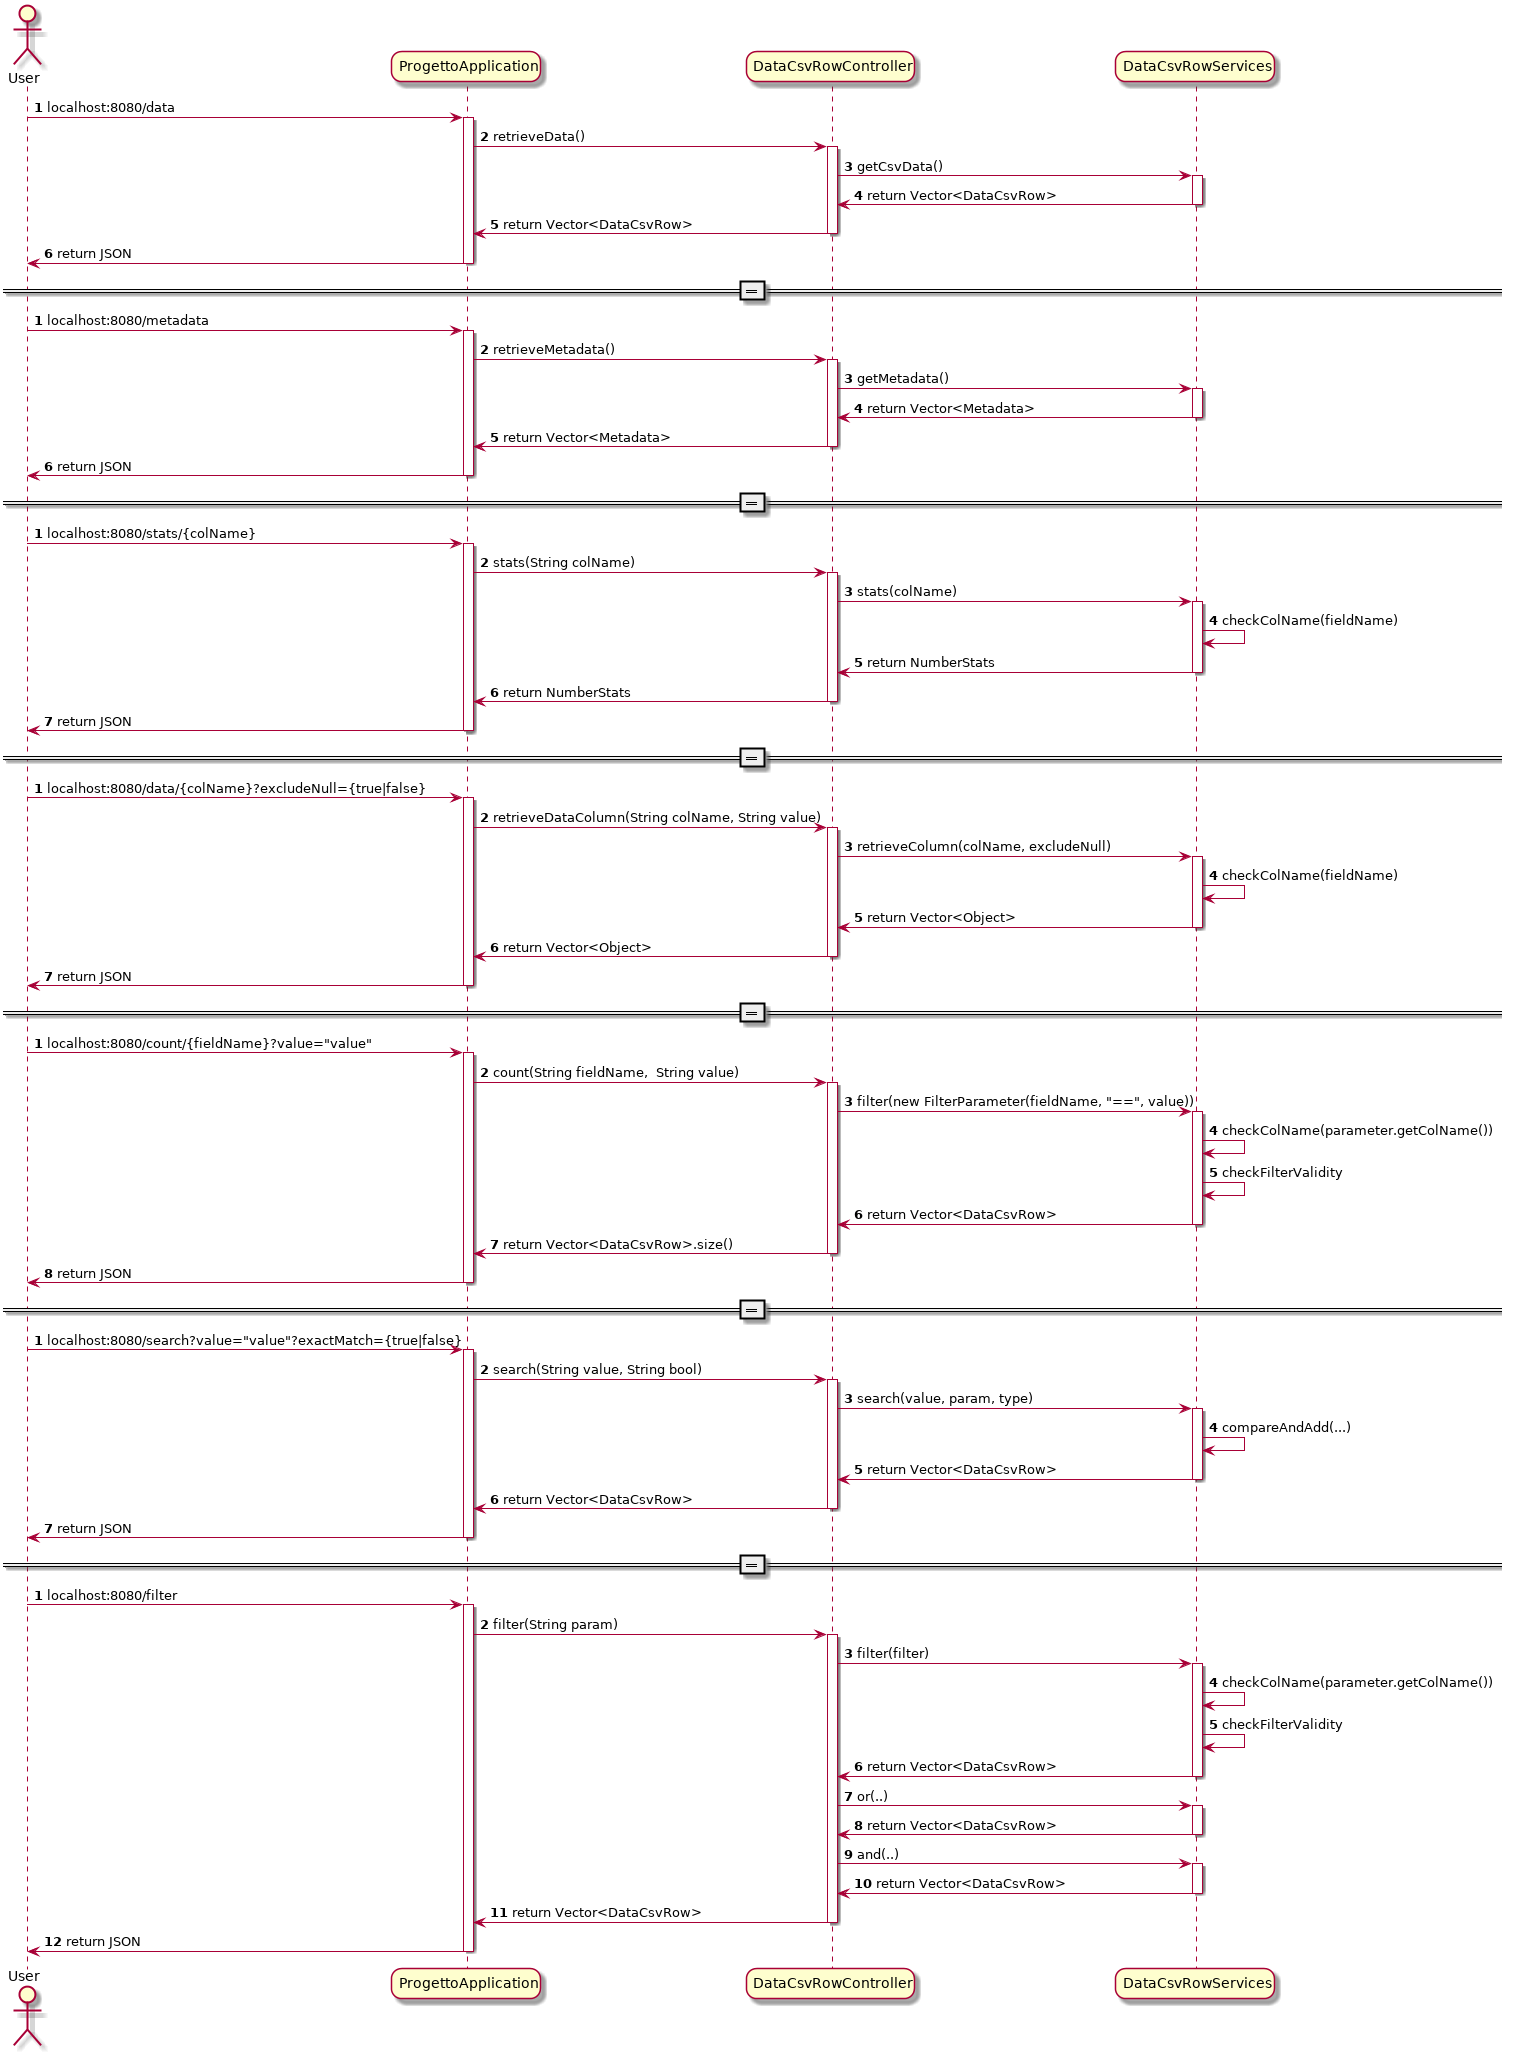 User
ProgettoApplication
DataCsvRowController
DataCsvRowServices
1 localhost:8080/data
2 retrieveData()
3 getCsvData()
4 return Vector<DataCsvRow>
5 return Vector<DataCsvRow>
6 return JSON
=
1 localhost:8080/metadata
2 retrieveMetadata()
3 getMetadata()
4 return Vector<Metadata>
5 return Vector<Metadata>
6 return JSON
=
1 localhost:8080/stats/{colName}
2 stats(String colName)
3 stats(colName)
4 checkColName(fieldName)
5 return NumberStats
6 return NumberStats
7 return JSON
=
1 localhost:8080/data/{colName}?excludeNull={true|false}
2 retrieveDataColumn(String colName, String value)
3 retrieveColumn(colName, excludeNull)
4 checkColName(fieldName)
5 return Vector<Object>
6 return Vector<Object>
7 return JSON
=
1 localhost:8080/count/{fieldName}?value="value"
2 count(String fieldName,  String value)
3 filter(new FilterParameter(fieldName, "==", value))
4 checkColName(parameter.getColName())
5 checkFilterValidity
6 return Vector<DataCsvRow>
7 return Vector<DataCsvRow>.size()
8 return JSON
=
1 localhost:8080/search?value="value"?exactMatch={true|false}
2 search(String value, String bool)
3 search(value, param, type)
4 compareAndAdd(...)
5 return Vector<DataCsvRow>
6 return Vector<DataCsvRow>
7 return JSON
=
1 localhost:8080/filter
2 filter(String param)
3 filter(filter)
4 checkColName(parameter.getColName())
5 checkFilterValidity
6 return Vector<DataCsvRow>
7 or(..)
8 return Vector<DataCsvRow>
9 and(..)
10 return Vector<DataCsvRow>
11 return Vector<DataCsvRow>
12 return JSON
User
ProgettoApplication
DataCsvRowController
DataCsvRowServices